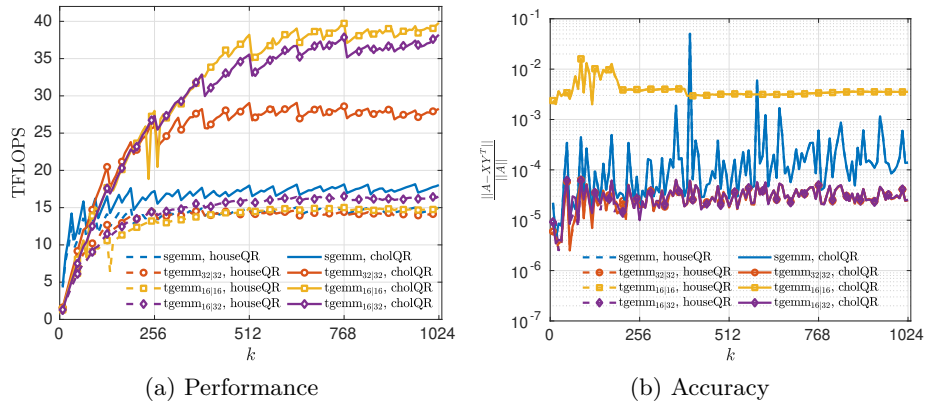 TFLOPS
40
35
30
25
20
15
10
5
0
0 256 512 768 1024
k
sgemm, houseQR
tgemm32|32, houseQR
tgemm16|16, houseQR
tgemm16|32, houseQR
sgemm, cholQR
tgemm32|32, cholQR
tgemm16|16, cholQR
tgemm16|32, cholQR
(a) Performance
||A−XYᵀ||
||A||
10⁻¹
10⁻²
10⁻³
10⁻⁴
10⁻⁵
10⁻⁶
10⁻⁷
0 256 512 768 1024
k
sgemm, houseQR
tgemm32|32, houseQR
tgemm16|16, houseQR
tgemm16|32, houseQR
sgemm, cholQR
tgemm32|32, cholQR
tgemm16|16, cholQR
tgemm16|32, cholQR
(b) Accuracy